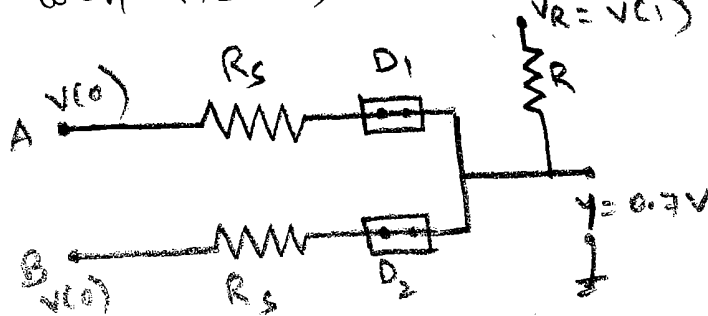 VR = V(1)
Rs D1 R
V(0)
A
Y = 0.7V
B
V(0) Rs D2